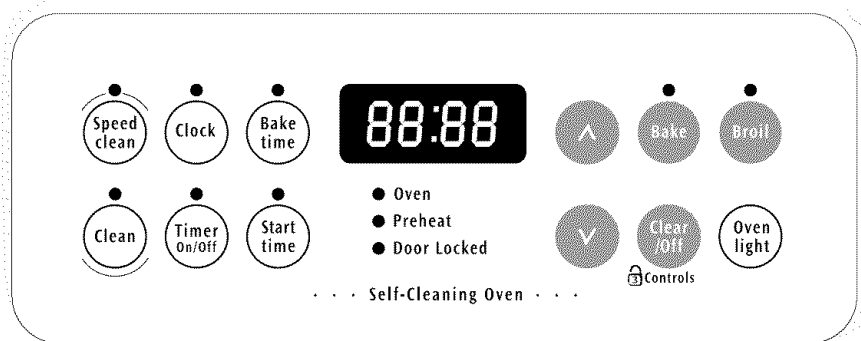 Speed
clean
Clock
Bake
time
88:88
Bake
Broil
Clean
Timer
On/Off
Start
time
Oven
Preheat
Door Locked
Clear
/Off
Oven
light
3
Controls
· · · Self-Cleaning Oven · · ·